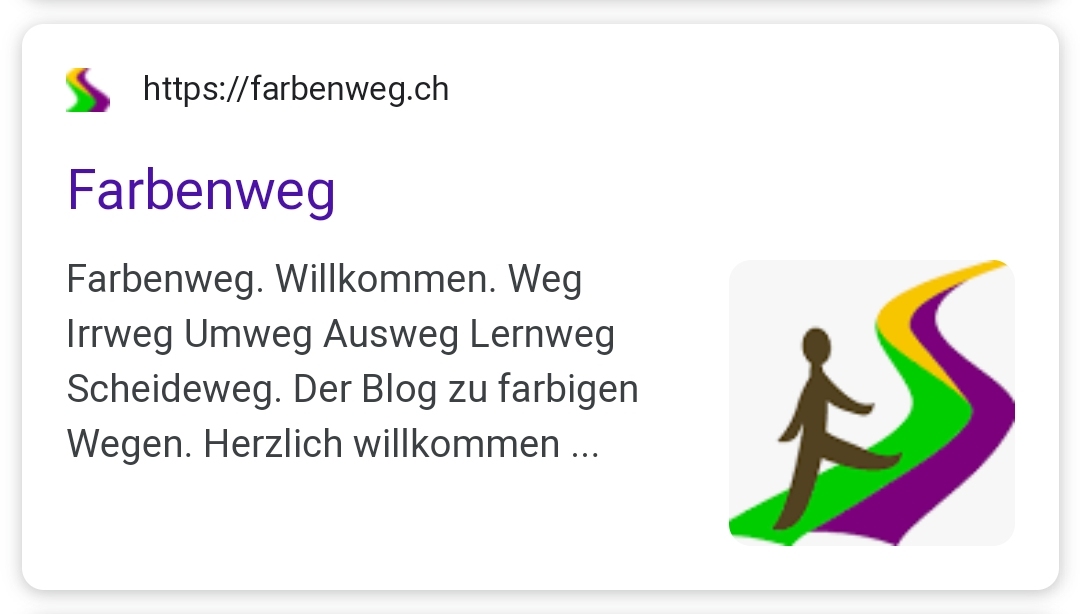 https://farbenweg.ch
Farbenweg
Farbenweg. Willkommen. Weg
Irrweg Umweg Ausweg Lernweg
Scheideweg. Der Blog zu farbigen
Wegen. Herzlich willkommen ...